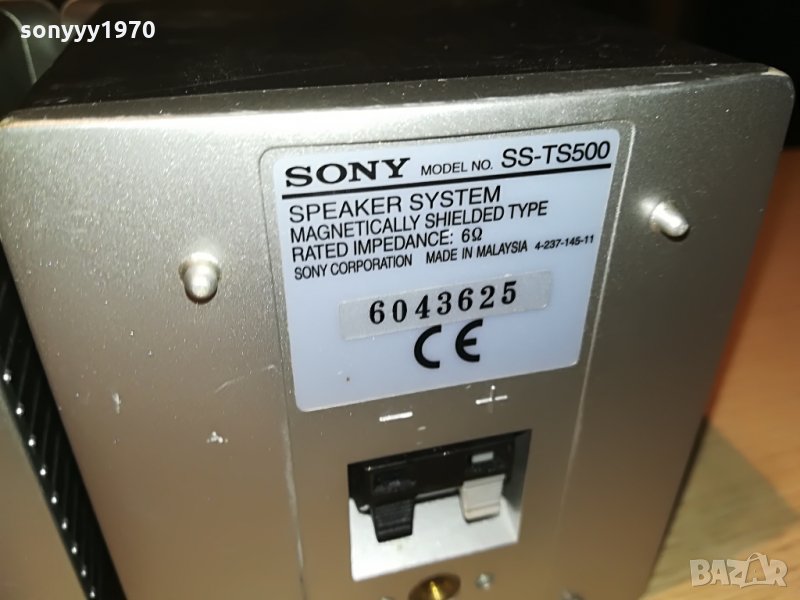 sonyyy1970
SONY MODEL NO. SS-TS500
SPEAKER SYSTEM
MAGNETICALLY SHIELDED TYPE
RATED IMPEDANCE: 6Ω
SONY CORPORATION MADE IN MALAYSIA 4-237-145-11
6043625
CE
− +
BAZAR